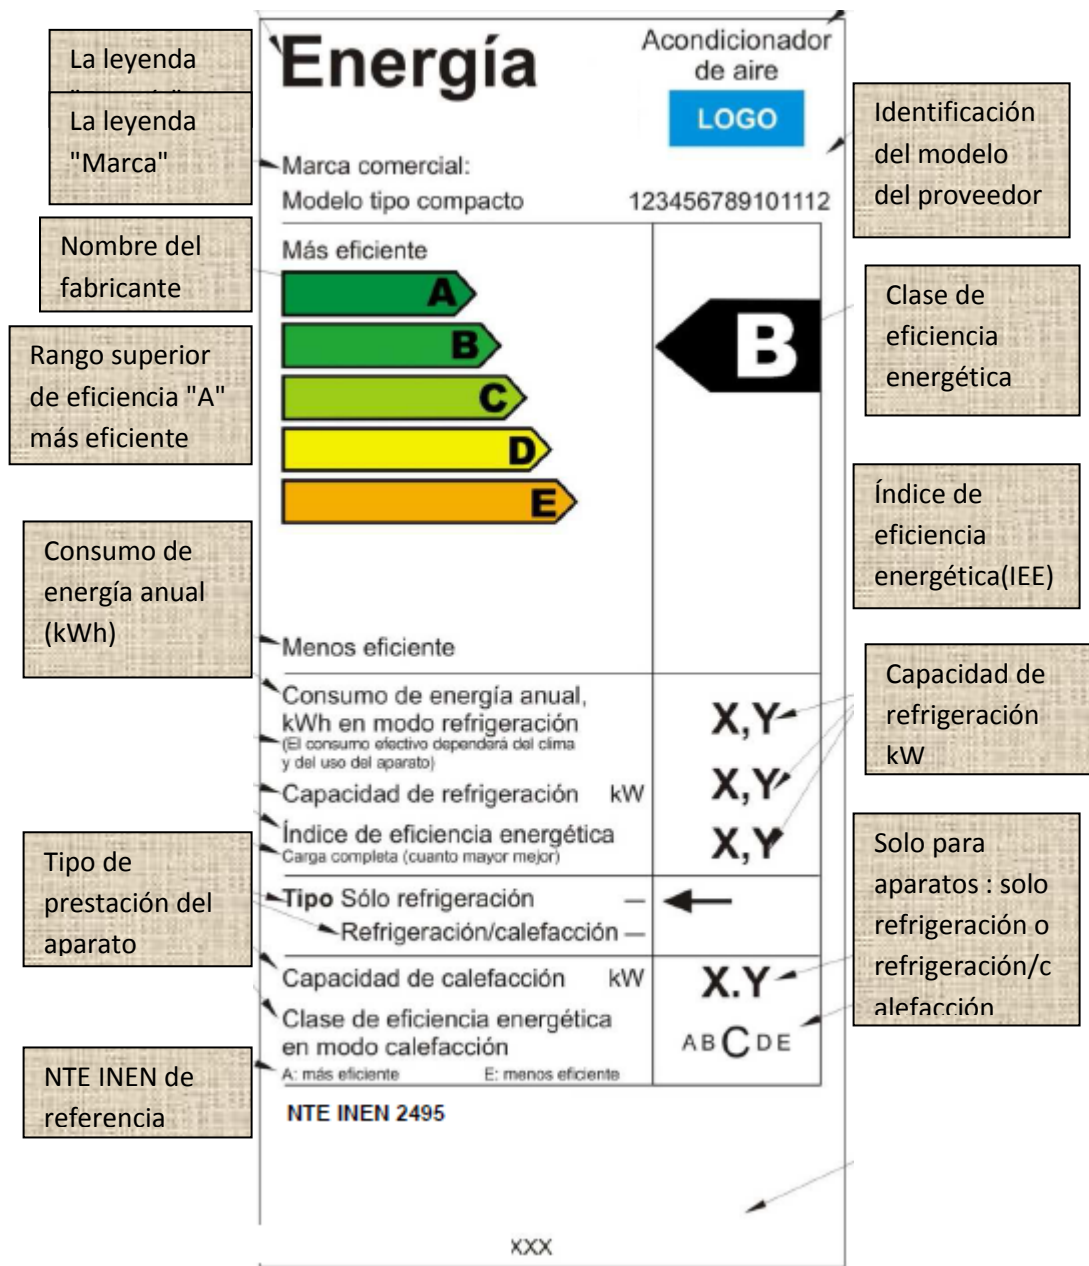 La leyenda
La leyenda
"Marca"
Nombre del
fabricante
Rango superior
de eficiencia "A"
más eficiente
Consumo de
energía anual
(kWh)
Tipo de
prestación del
aparato
NTE INEN de
referencia
Energía
Acondicionador
de aire
LOGO
Marca comercial:
Modelo tipo compacto 123456789101112
Más eficiente
A
B
B
C
D
E
Menos eficiente
Consumo de energía anual,
kWh en modo refrigeración X,Y
(El consumo efectivo dependerá del clima
y del uso del aparato)
Capacidad de refrigeración kW X,Y
Índice de eficiencia energética X,Y
Carga completa (cuanto mayor mejor)
Tipo Sólo refrigeración —
Refrigeración/calefacción —
Capacidad de calefacción kW X.Y
Clase de eficiencia energética
en modo calefacción A B C D E
A: más eficiente E: menos eficiente
NTE INEN 2495
XXX
Identificación
del modelo
del proveedor
Clase de
eficiencia
energética
Índice de
eficiencia
energética(IEE)
Capacidad de
refrigeración
kW
Solo para
aparatos : solo
refrigeración o
refrigeración/c
alefacción